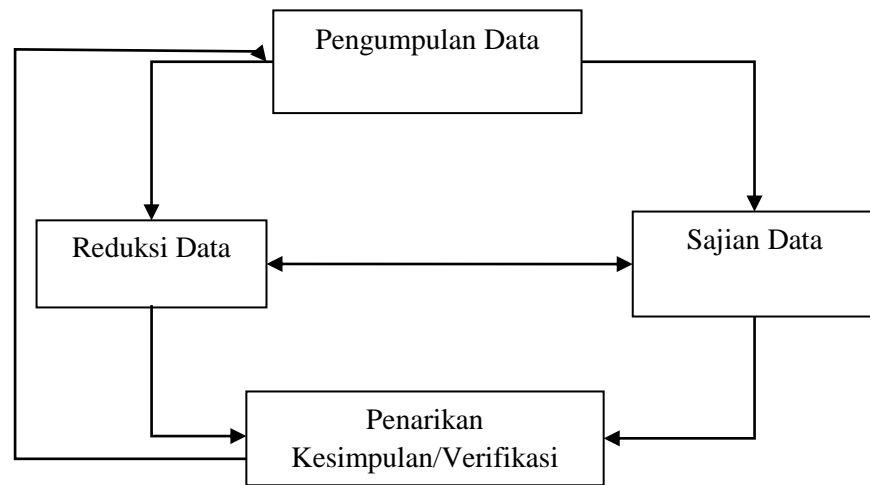 Pengumpulan Data
Reduksi Data
Sajian Data
Penarikan
Kesimpulan/Verifikasi